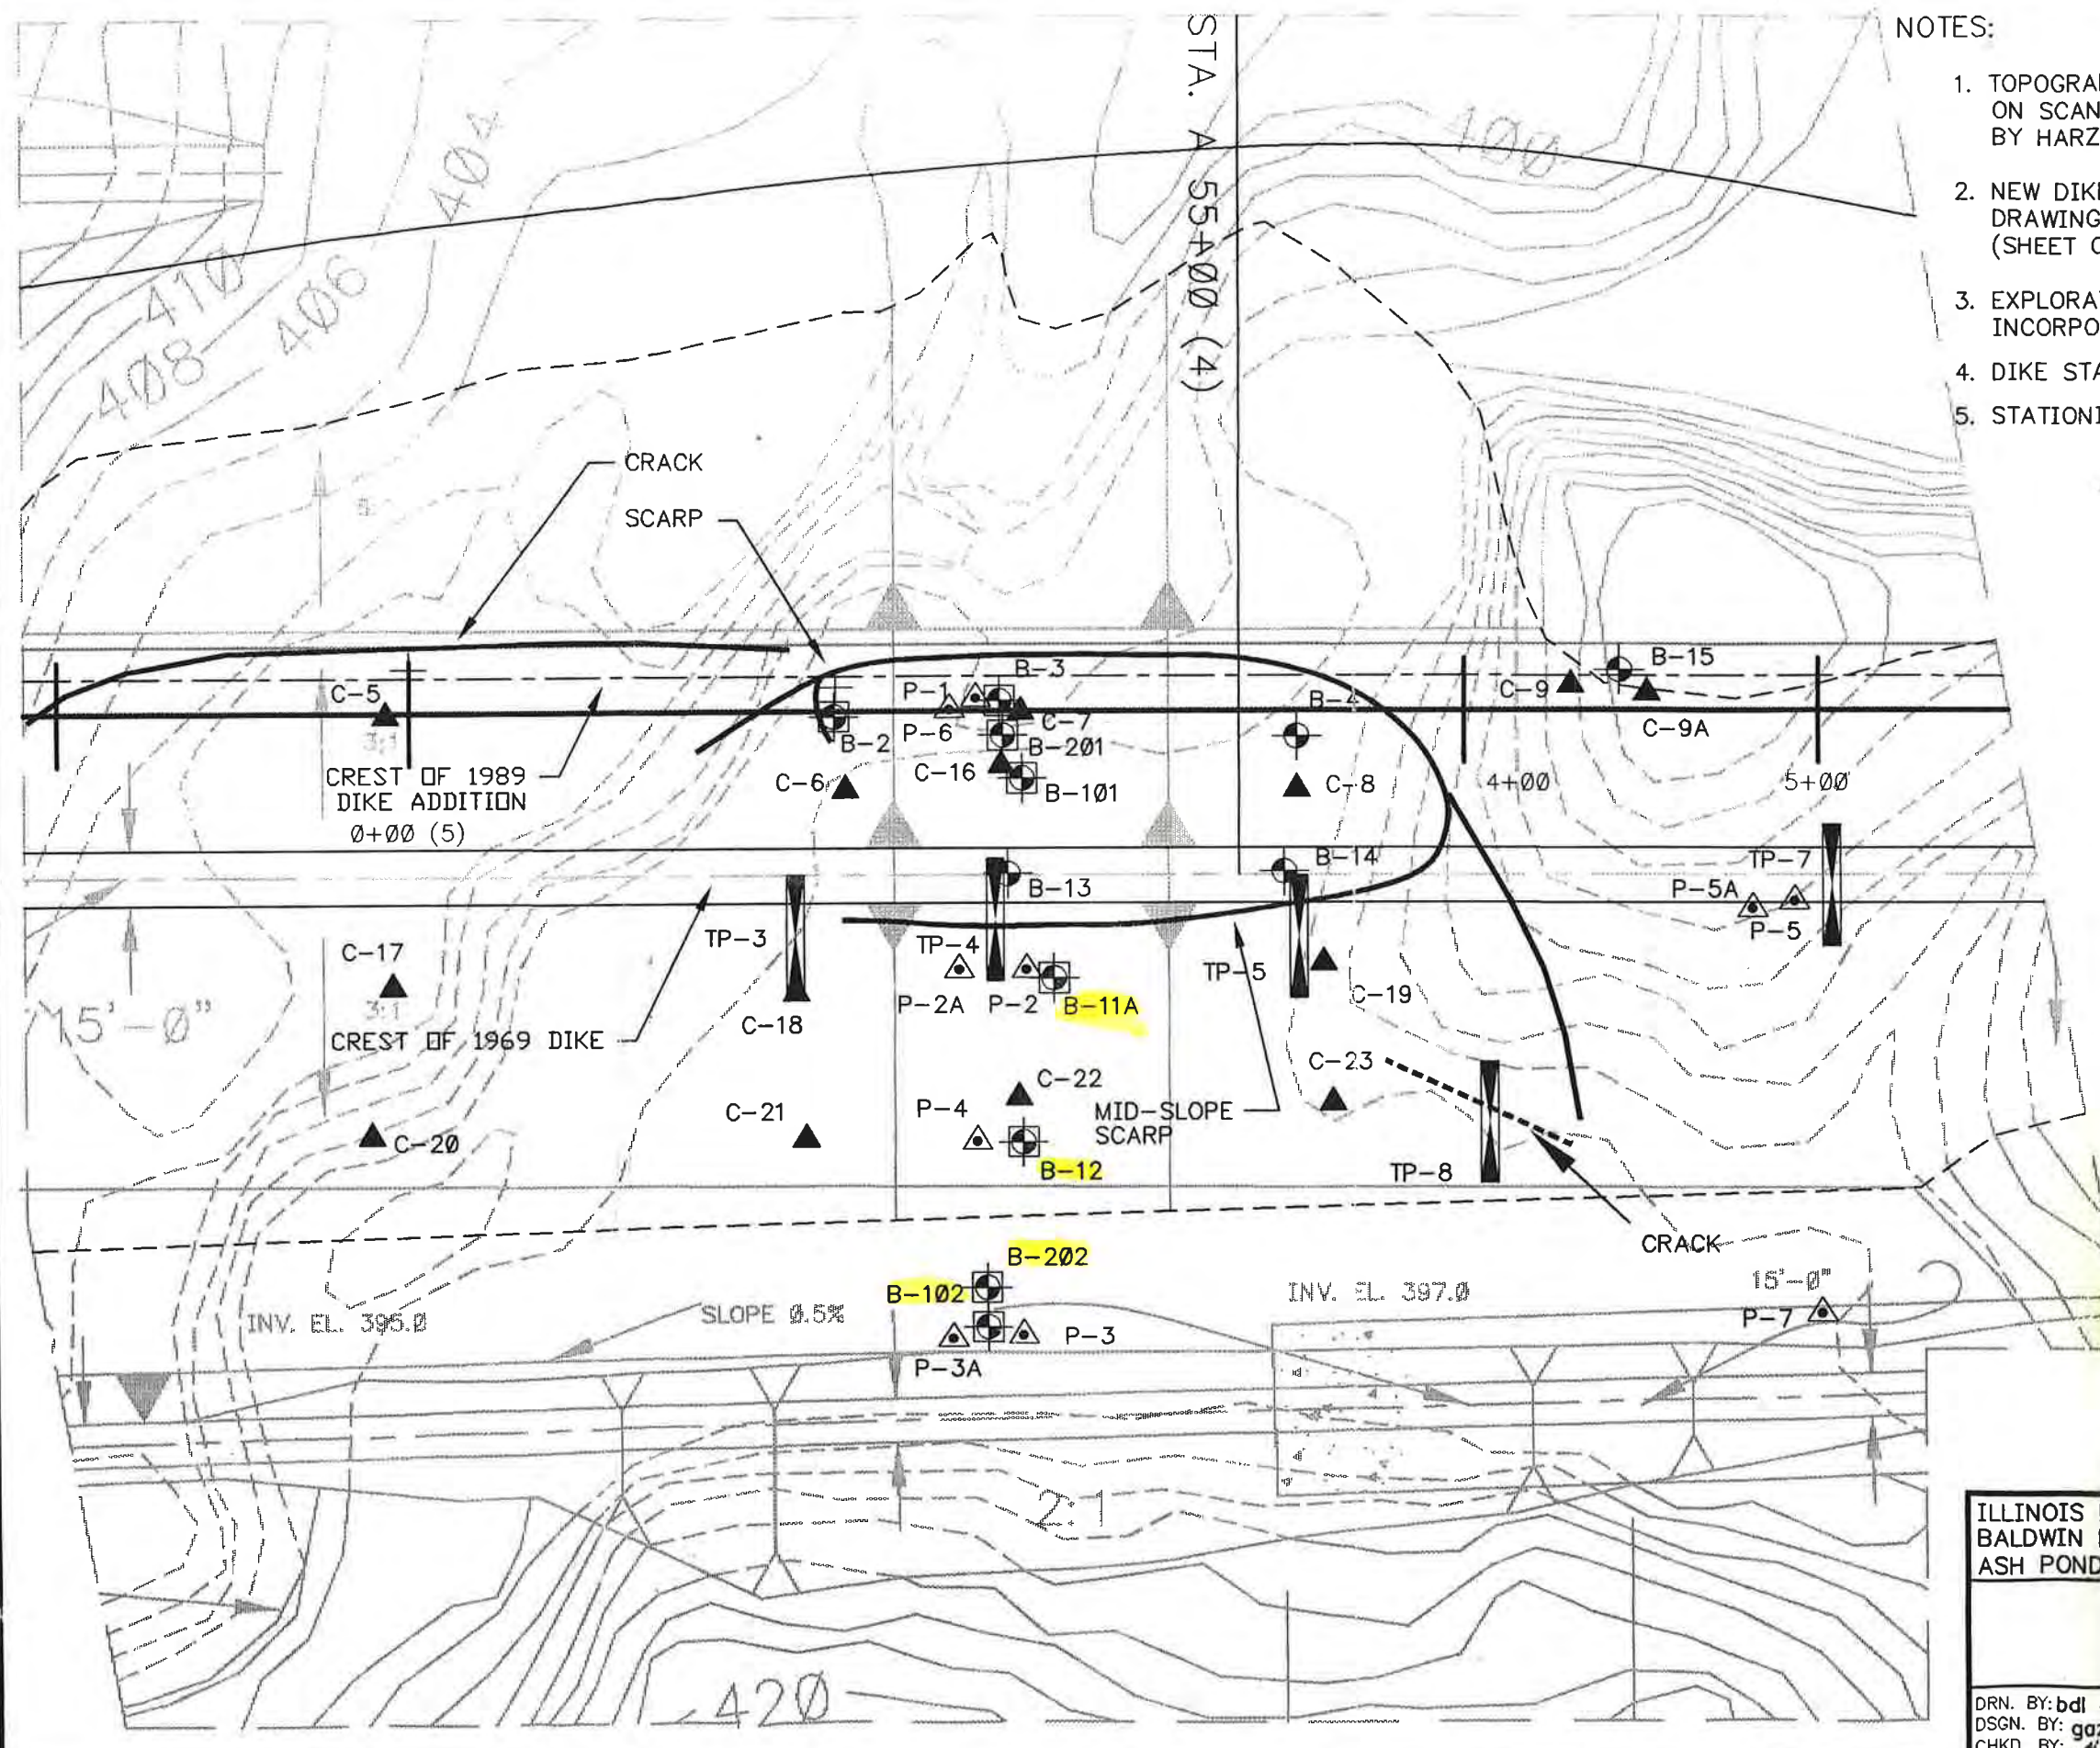 STA. A 55+00 (4)
NOTES:
1. TOPOGRA
ON SCAN
BY HARZ
2. NEW DIK
DRAWING
(SHEET
3. EXPLORA
INCORPO
4. DIKE STA
5. STATIONI
404
400
410
406
408
CRACK
SCARP
B-3
B-15
P-1
C-9
C-5
B-4
C-7
P-6
B-2
B-201
C-9A
3:1
C-16
CREST OF 1989
DIKE ADDITION
0+00 (5)
C-6
B-101
C-8
4+00
5+00
B-14
TP-7
B-13
P-5A
P-5
TP-3
TP-4
TP-5
C-17
C-19
P-2A
P-2
B-11A
3:1
15'-0"
C-18
CREST OF 1969 DIKE
C-23
C-22
P-4
C-21
MID-SLOPE
SCARP
C-20
B-12
TP-8
CRACK
B-202
B-102
INV. EL. 397.0
15'-0"
INV. EL. 395.0
SLOPE 0.5%
P-7
P-3
P-3A
2:1
420
ILLINOIS
BALDWIN
ASH POND
DRN. BY: bdl
DSGN. BY: gaz
CHKD. BY: